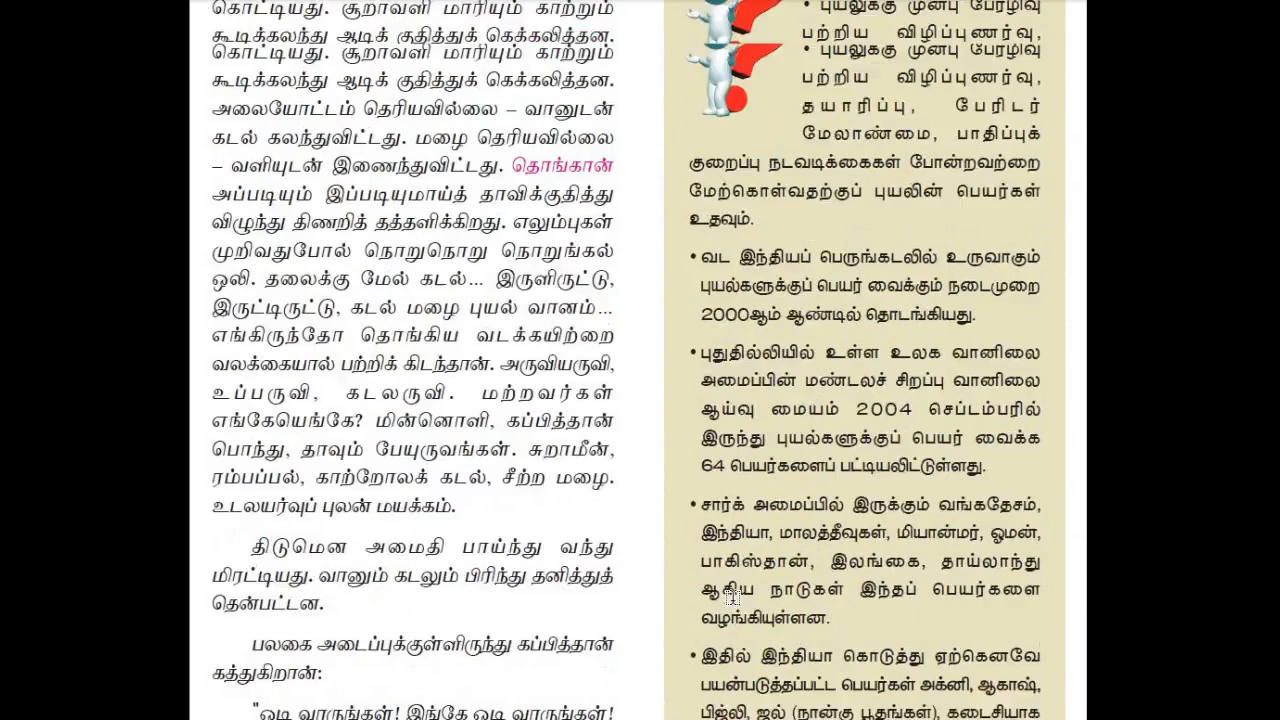 கொட்டியது. சூறாவளி மாரியும் காற்றும்
கூடிக்கலந்து ஆடிக் குதித்துக் கெக்கலித்தன.
கொட்டியது. சூறாவளி மாரியும் காற்றும்
கூடிக்கலந்து ஆடிக் குதித்துக் கெக்கலித்தன.
அலையோட்டம் தெரியவில்லை – வானுடன்
கடல் கலந்துவிட்டது. மழை தெரியவில்லை
– வளியுடன் இணைந்துவிட்டது. தொங்கான்
அப்படியும் இப்படியுமாய்த் தாவிக்குதித்து
விழுந்து திணறித் தத்தளிக்கிறது. எலும்புகள்
முறிவதுபோல் நொறுநொறு நொறுங்கல்
ஒலி. தலைக்கு மேல் கடல்... இருளிருட்டு,
இருட்டிருட்டு, கடல் மழை புயல் வானம்...
எங்கிருந்தோ தொங்கிய வடக்கயிற்றை
வலக்கையால் பற்றிக் கிடந்தான். அருவியருவி,
உப்பருவி, கடலருவி. மற்றவர்கள்
எங்கேயெங்கே? மின்னொளி, கப்பித்தான்
பொந்து, தாவும் பேயுருவங்கள். சுறாமீன்,
ரம்பப்பல், காற்றோலக் கடல், சீற்ற மழை.
உடலயர்வுப் புலன் மயக்கம்.
திடுமென அமைதி பாய்ந்து வந்து
மிரட்டியது. வானும் கடலும் பிரிந்து தனித்துத்
தென்பட்டன.
பலகை அடைப்புக்குள்ளிருந்து கப்பித்தான்
கத்துகிறான்:
"ஓடி வாருங்கள்! இங்கே ஓடி வாருங்கள்!
• புயலுக்கு முன்பு பேரழிவு
பற்றிய விழிப்புணர்வு,
• புயலுக்கு முன்பு பேரழிவு
பற்றிய விழிப்புணர்வு,
தயாரிப்பு, பேரிடர்
மேலாண்மை, பாதிப்புக்
குறைப்பு நடவடிக்கைகள் போன்றவற்றை
மேற்கொள்வதற்குப் புயலின் பெயர்கள்
உதவும்.
• வட இந்தியப் பெருங்கடலில் உருவாகும்
புயல்களுக்குப் பெயர் வைக்கும் நடைமுறை
2000ஆம் ஆண்டில் தொடங்கியது.
• புதுதில்லியில் உள்ள உலக வானிலை
அமைப்பின் மண்டலச் சிறப்பு வானிலை
ஆய்வு மையம் 2004 செப்டம்பரில்
இருந்து புயல்களுக்குப் பெயர் வைக்க
64 பெயர்களைப் பட்டியலிட்டுள்ளது.
• சார்க் அமைப்பில் இருக்கும் வங்கதேசம்,
இந்தியா, மாலத்தீவுகள், மியான்மர், ஓமன்,
பாகிஸ்தான், இலங்கை, தாய்லாந்து
ஆகிய நாடுகள் இந்தப் பெயர்களை
வழங்கியுள்ளன.
• இதில் இந்தியா கொடுத்து ஏற்கெனவே
பயன்படுத்தப்பட்ட பெயர்கள் அக்னி, ஆகாஷ்,
பிஜ்லி, ஜல் (நான்கு பூதங்கள்), கடைசியாக